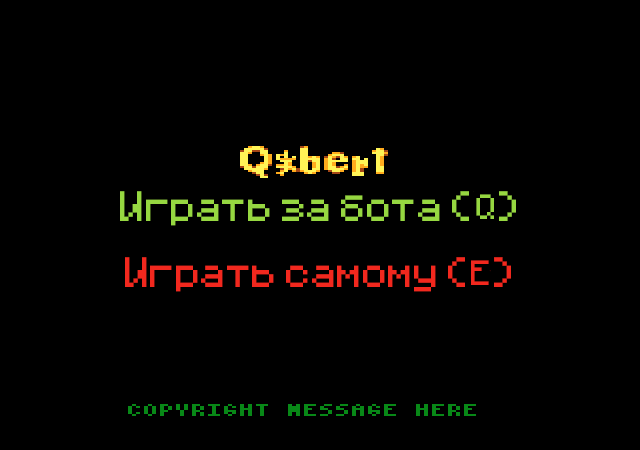 Q*bert
Играть за бота (Q)
Играть самому (E)
COPYRIGHT MESSAGE HERE